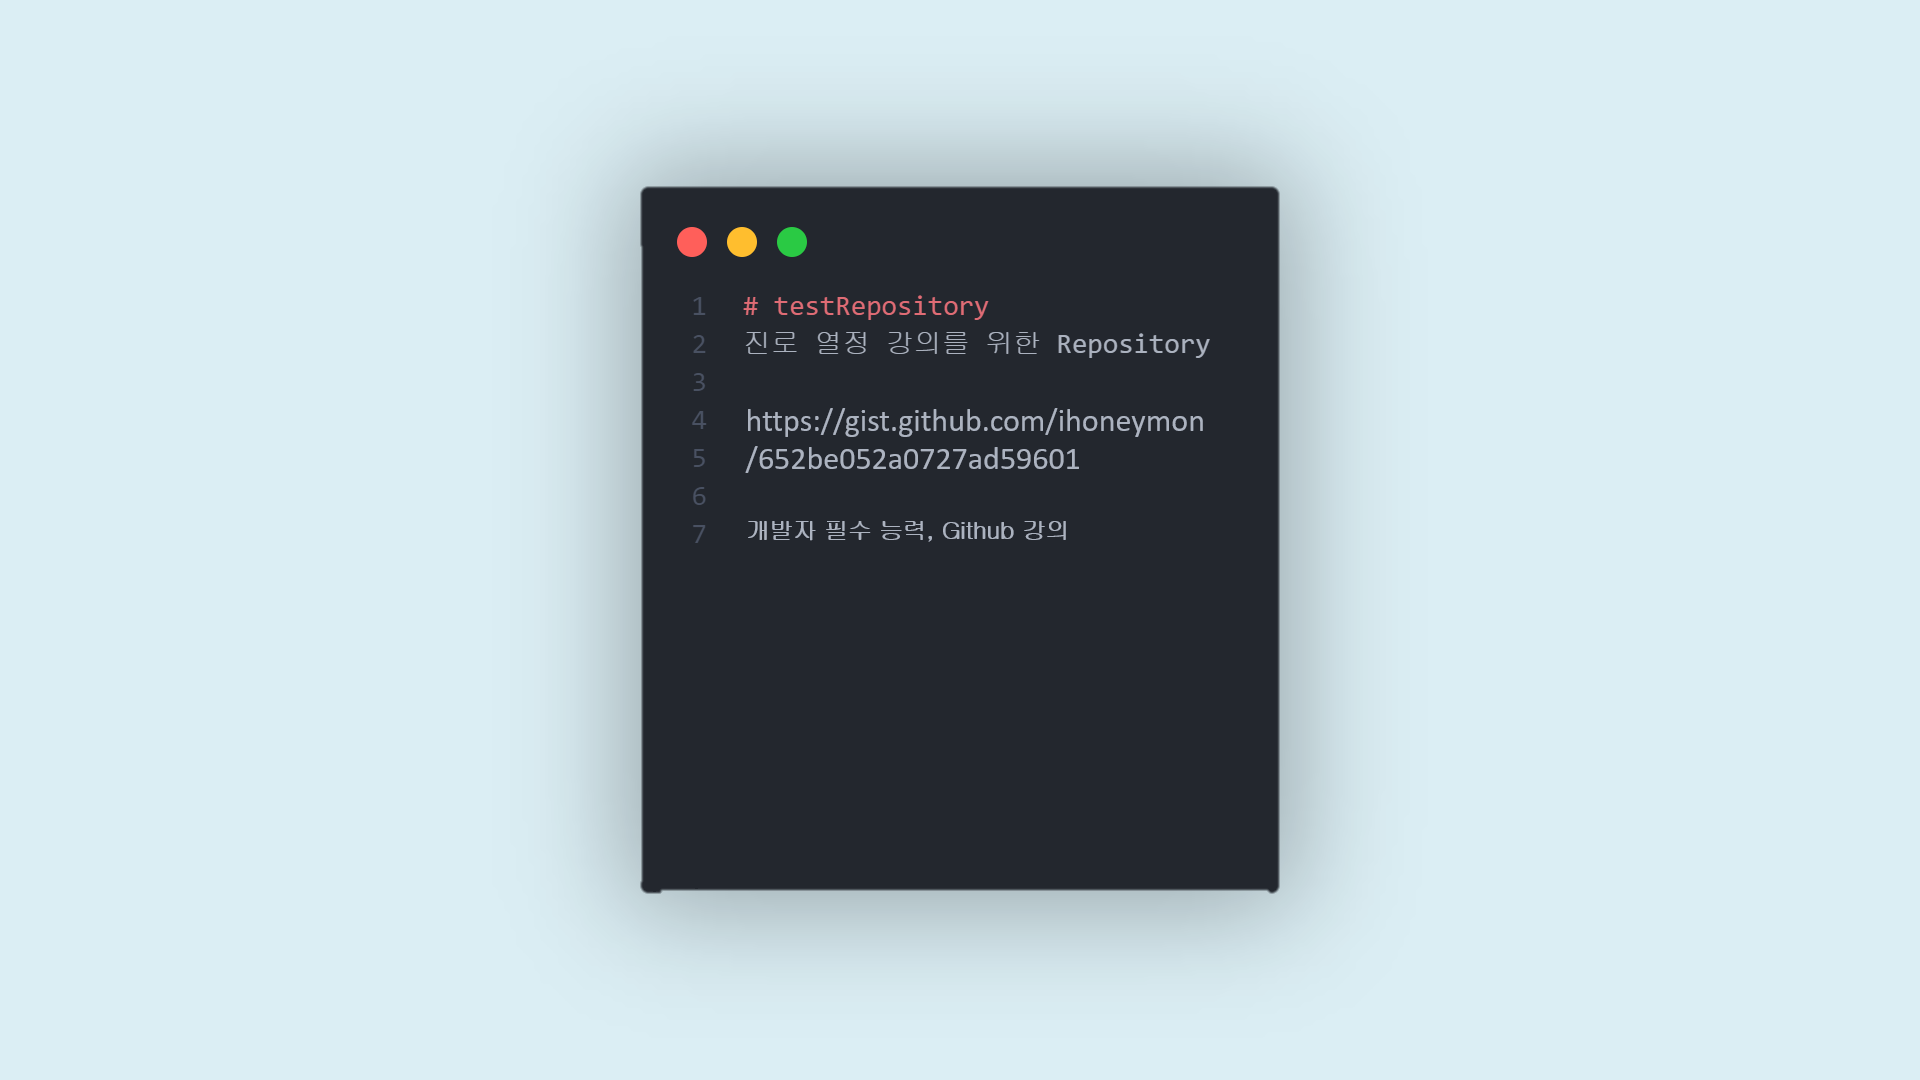 1 # testRepository
2 진로 열정 강의를 위한 Repository
3
4 https://gist.github.com/ihoneymon
5 /652be052a0727ad59601
6
7 개발자 필수 능력, Github 강의